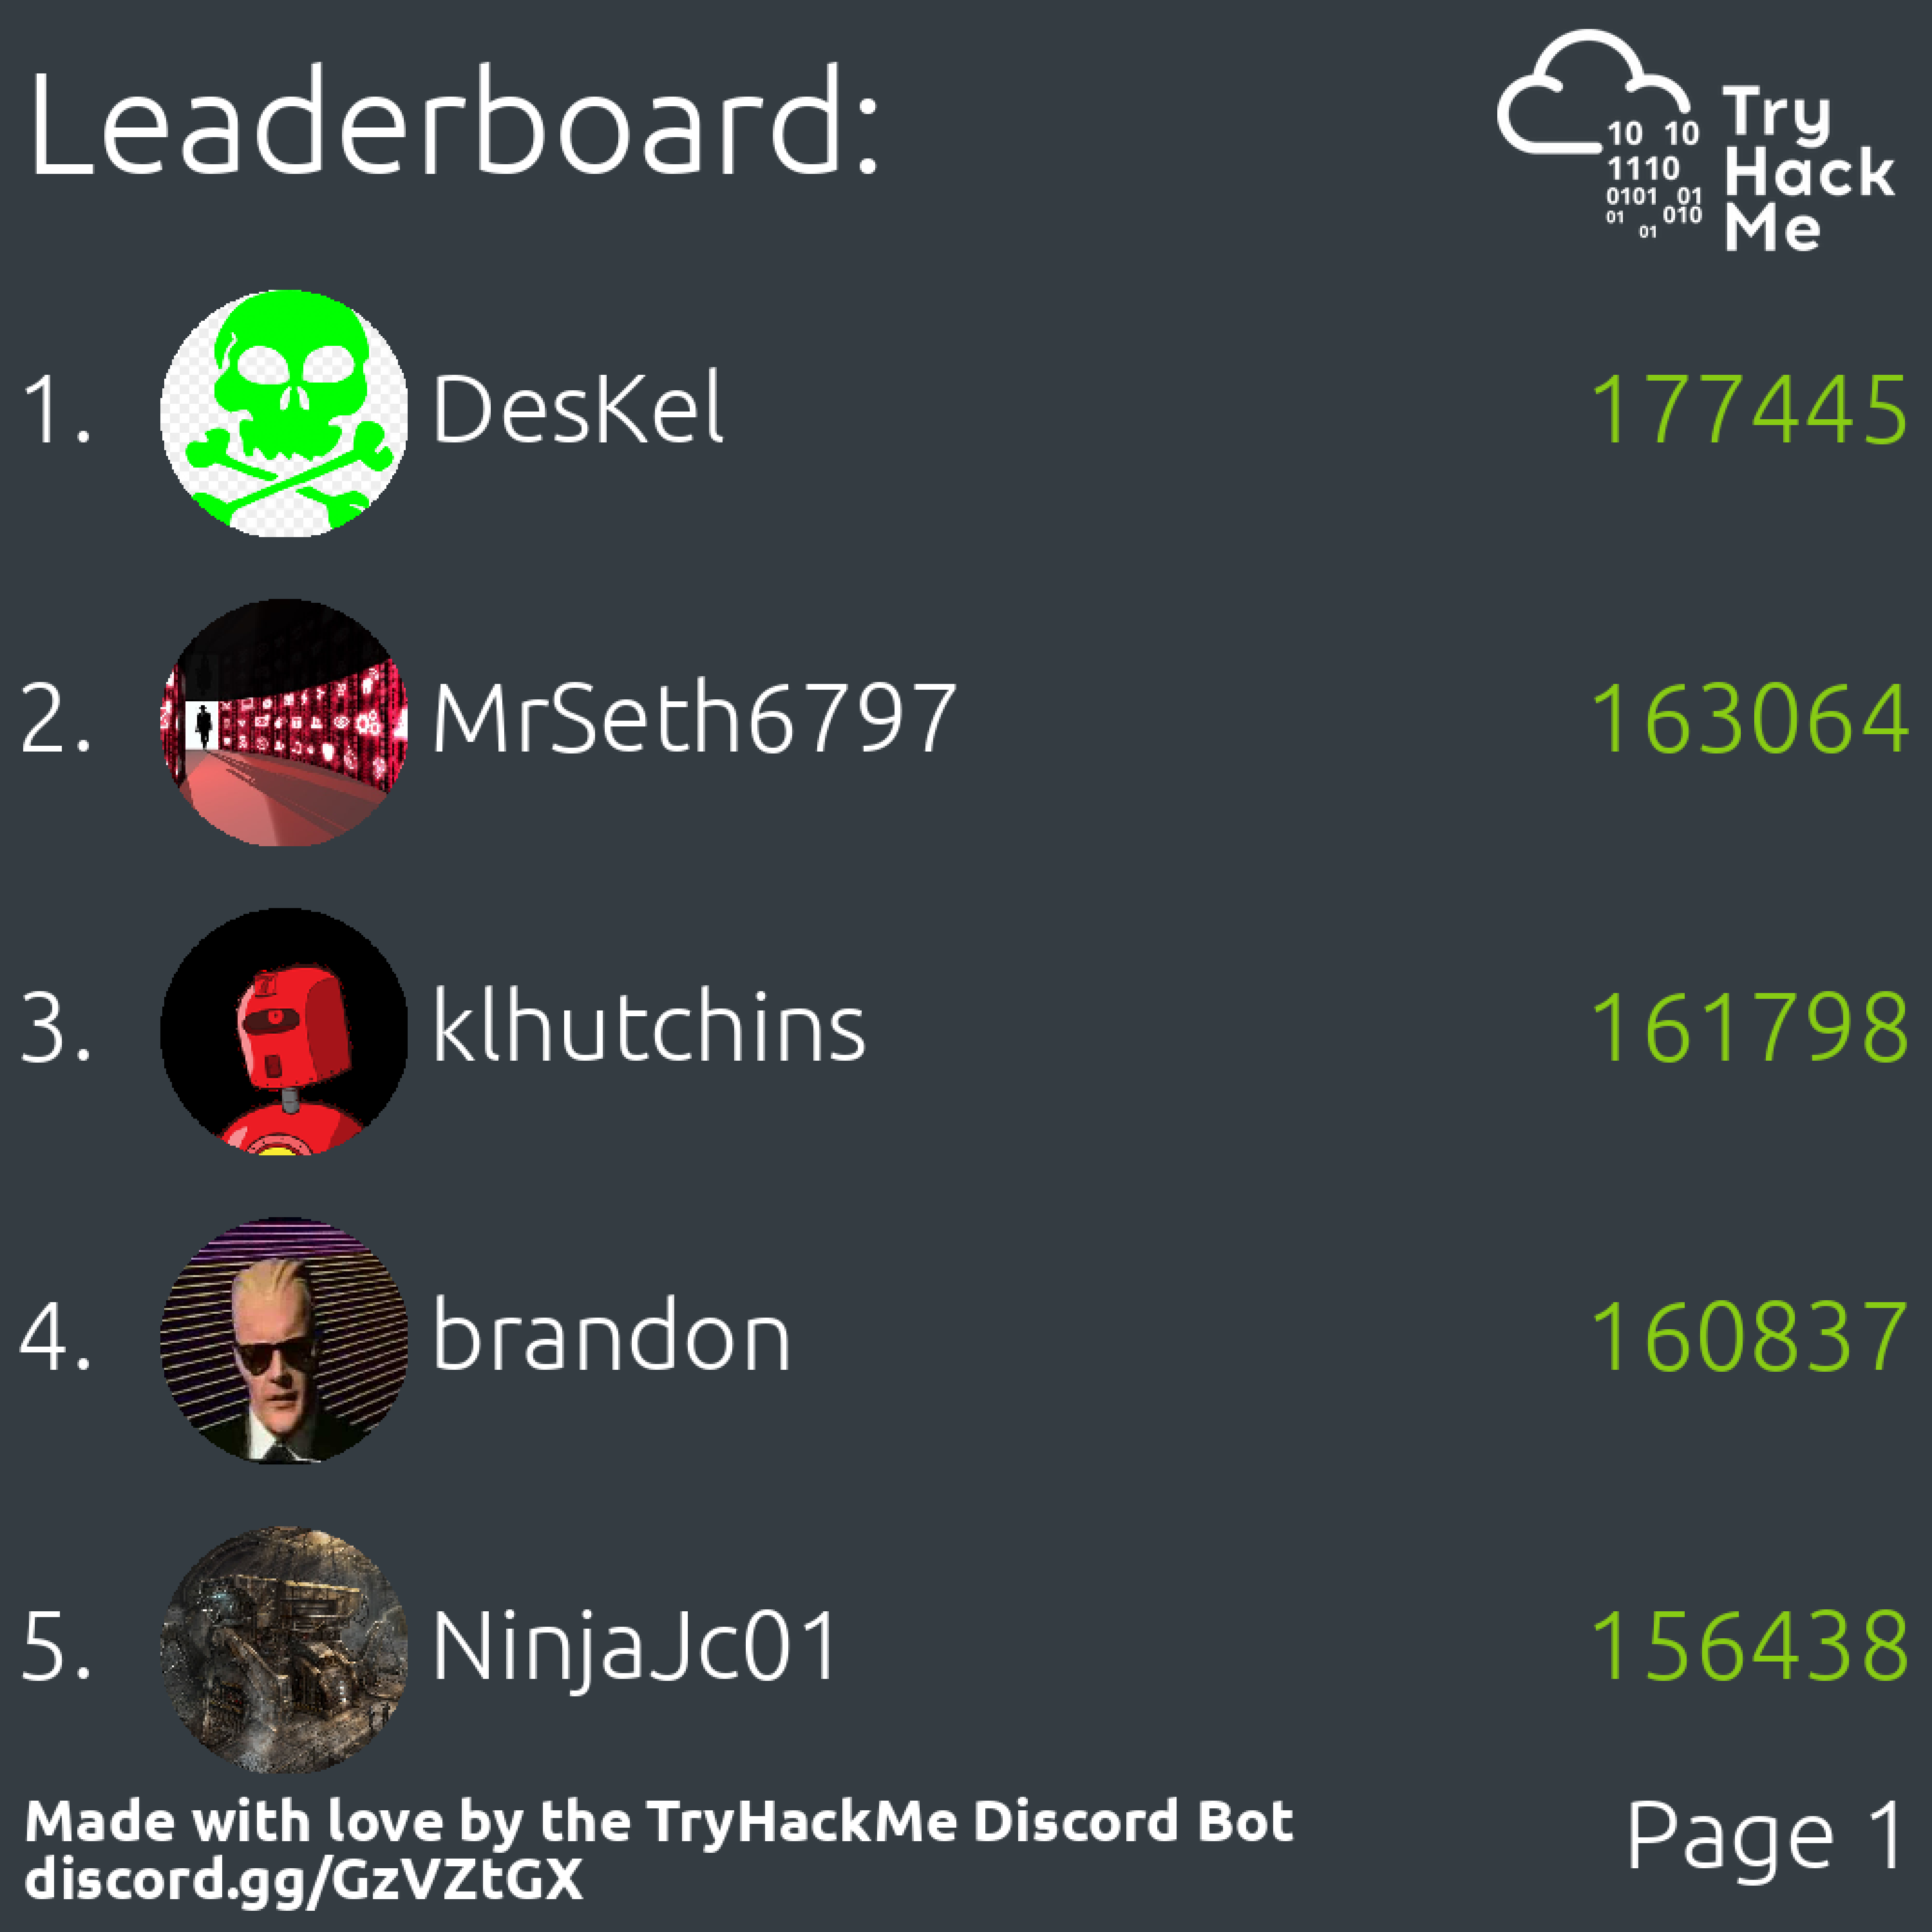 Leaderboard:
10 10
1110
0101 01
01 010
01
Try
Hack
Me
1. DesKel 177445
2. MrSeth6797 163064
3. klhutchins 161798
4. brandon 160837
5. NinjaJc01 156438
Made with love by the TryHackMe Discord Bot
discord.gg/GzVZtGX
Page 1